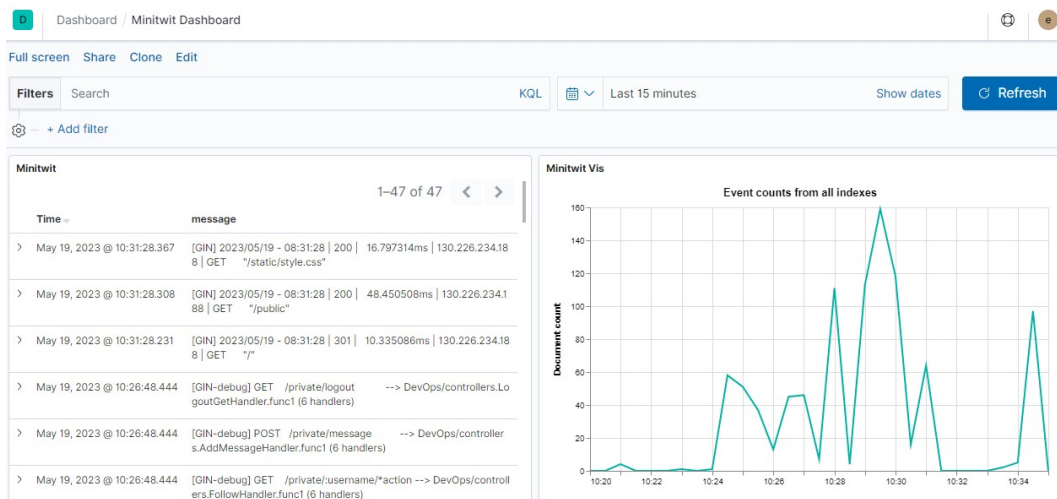 D Dashboard / Minitwit Dashboard e
Full screen Share Clone Edit
Filters Search KQL Last 15 minutes Show dates Refresh
+ Add filter
Minitwit
1–47 of 47
Time message
May 19, 2023 @ 10:31:28.367 [GIN] 2023/05/19 - 08:31:28 | 200 | 16.797314ms | 130.226.234.18
8 | GET "/static/style.css"
May 19, 2023 @ 10:31:28.308 [GIN] 2023/05/19 - 08:31:28 | 200 | 48.450508ms | 130.226.234.1
88 | GET "/public"
May 19, 2023 @ 10:31:28.231 [GIN] 2023/05/19 - 08:31:28 | 301 | 10.335086ms | 130.226.234.18
8 | GET "/"
May 19, 2023 @ 10:26:48.444 [GIN-debug] GET /private/logout --> DevOps/controllers.Lo
goutGetHandler.func1 (6 handlers)
May 19, 2023 @ 10:26:48.444 [GIN-debug] POST /private/message --> DevOps/controller
s.AddMessageHandler.func1 (6 handlers)
May 19, 2023 @ 10:26:48.444 [GIN-debug] GET /private/:username/*action --> DevOps/controll
ers.FollowHandler.func1 (6 handlers)
Minitwit Vis
Event counts from all indexes
Document count
160
140
120
100
80
60
40
20
0
10:20 10:22 10:24 10:26 10:28 10:30 10:32 10:34